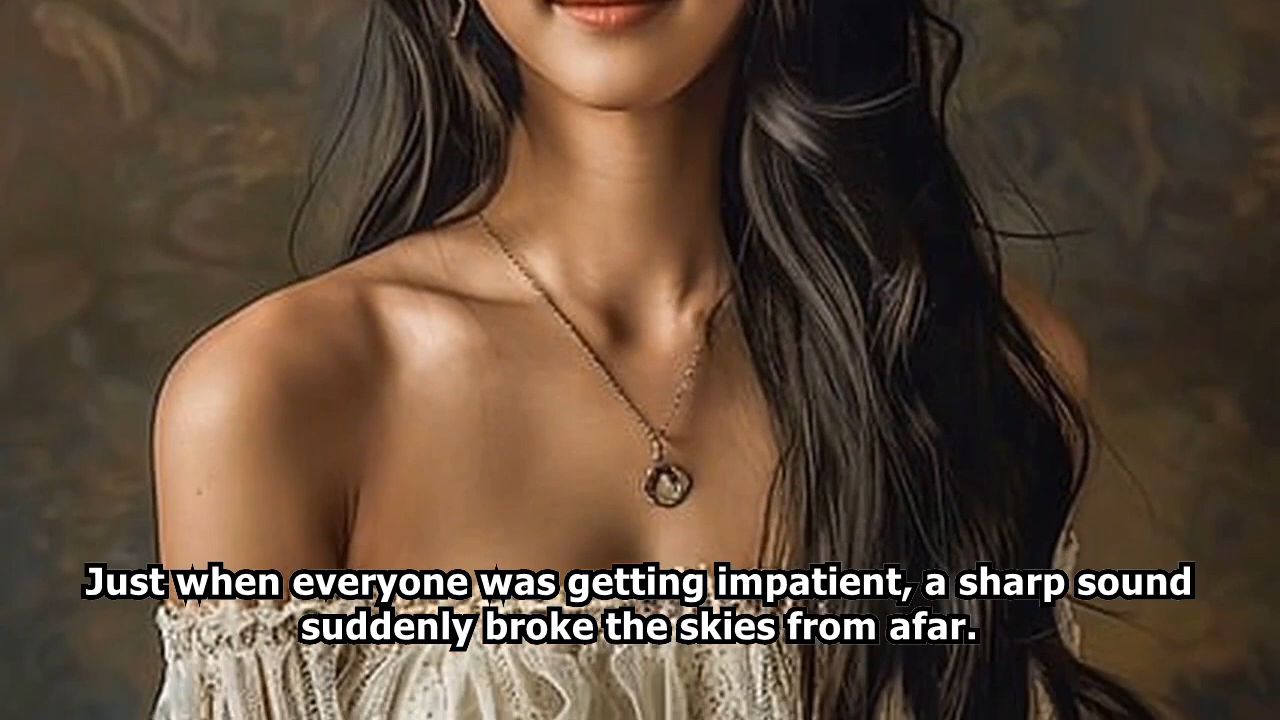 Just when everyone was getting impatient, a sharp sound
suddenly broke the skies from afar.